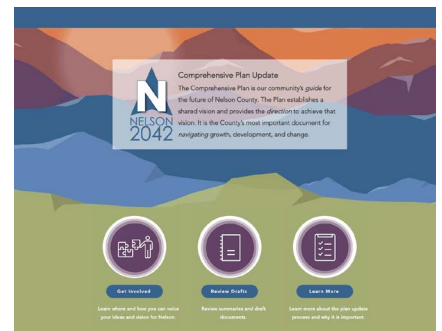 Comprehensive Plan Update
The Comprehensive Plan is our community's guide for
the future of Nelson County. The Plan establishes a
shared vision and provides the direction to achieve that
vision. It is the County's most important document for
navigating growth, development, and change.
N
NELSON
2042
Get Involved
Learn where and how you can voice
your ideas and vision for Nelson.
Review Drafts
Review summaries and draft
documents.
Learn More
Learn more about the plan update
process and why it is important.